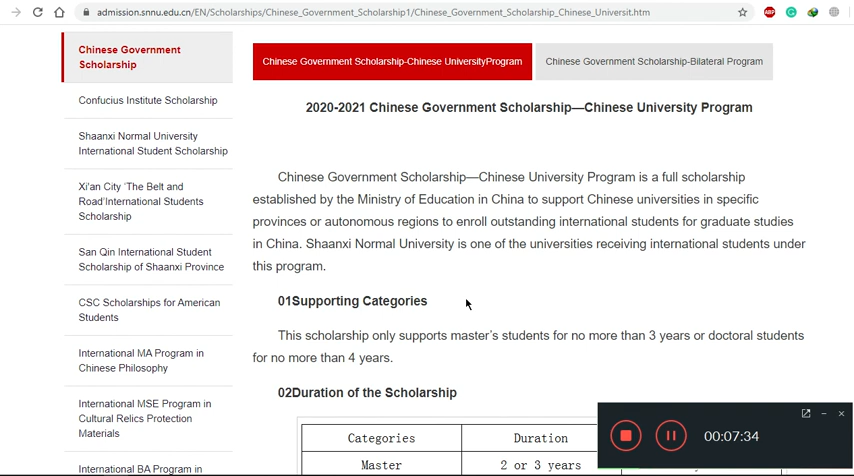 admission.snnu.edu.cn/EN/Scholarships/Chinese_Government_Scholarship1/Chinese_Government_Scholarship_Chinese_Universit.htm
ABP
Chinese Government
Scholarship
Confucius Institute Scholarship
Shaanxi Normal University
International Student Scholarship
Xi'an City 'The Belt and
Road'International Students
Scholarship
San Qin International Student
Scholarship of Shaanxi Province
CSC Scholarships for American
Students
International MA Program in
Chinese Philosophy
International MSE Program in
Cultural Relics Protection
Materials
International BA Program in
Chinese Government Scholarship-Chinese UniversityProgram
Chinese Government Scholarship-Bilateral Program
2020-2021 Chinese Government Scholarship—Chinese University Program
Chinese Government Scholarship—Chinese University Program is a full scholarship
established by the Ministry of Education in China to support Chinese universities in specific
provinces or autonomous regions to enroll outstanding international students for graduate studies
in China. Shaanxi Normal University is one of the universities receiving international students under
this program.
01Supporting Categories
This scholarship only supports master's students for no more than 3 years or doctoral students
for no more than 4 years.
02Duration of the Scholarship
Categories
Duration
Master
2 or 3 years
00:07:34